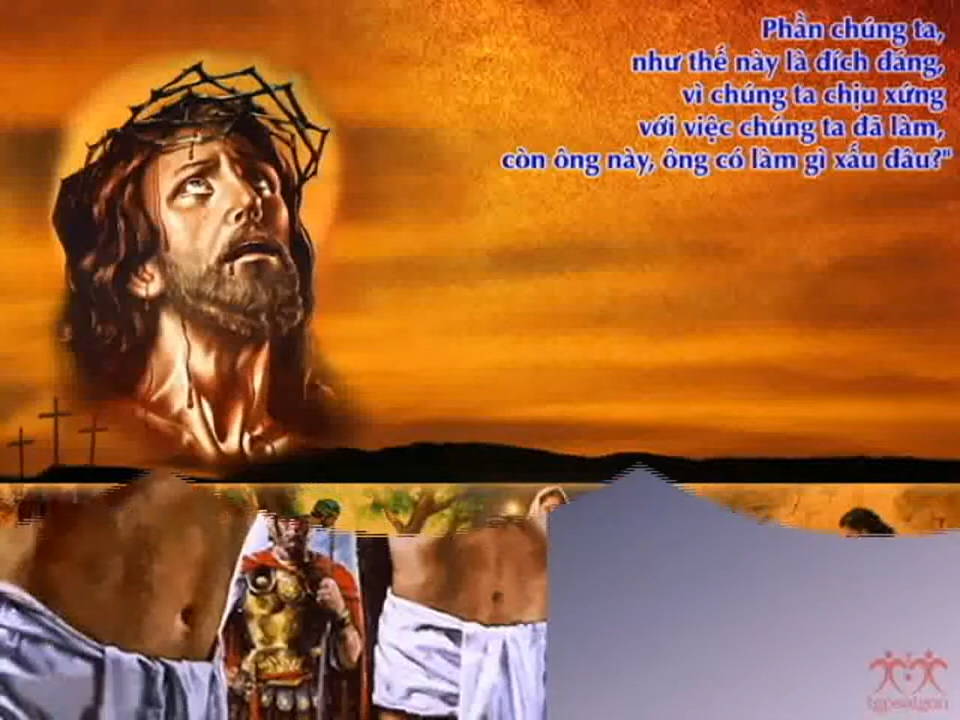 Phần chúng ta,
như thế này là đích đáng,
vì chúng ta chịu xứng
với việc chúng ta đã làm,
còn ông này, ông có làm gì xấu đâu?"
tgpsaigon